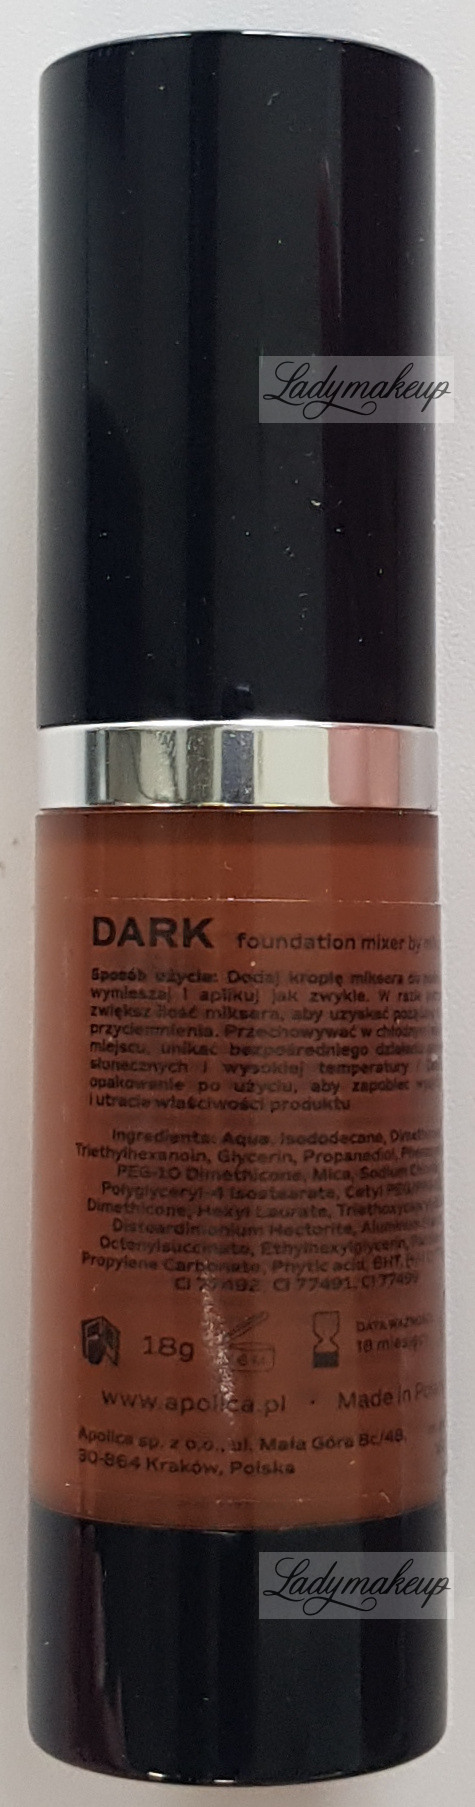 Ladymakeup
DARK foundation mixer by
Sposób użycia: Dodaj kroplę miksera do
wymieszaj i aplikuj jak zwykle. W razie
zwiększ ilość miksera, aby uzyskać
przyciemnienia. Przechowywać w chłodnym
miejscu, unikać bezpośredniego
słonecznych i wysokiej temperatury /
opakowanie po użyciu, aby zapobiec
i utracie właściwości produktu
Ingredients: Aqua, Isododecane,
Triethylhexanoin, Glycerin, Propanediol,
PEG-10 Dimethicone, Mica, Sodium
Polyglyceryl-4 Isostearate, Cetyl
Dimethicone, Hexyl Laurate,
Disteardimonium Hectorite,
Octenylsuccinate, Ethylhexylglycerin,
Propylene Carbonate, Phytic acid, BHT,
CI 77492 CI 77491, CI 77499
18g
DATA WAŻNOŚCI
18 miesięcy
www.apolica.pl · Made in
Apolica sp. z o.o., ul. Mała Góra 8c/48,
30-864 Kraków, Polska
Ladymakeup